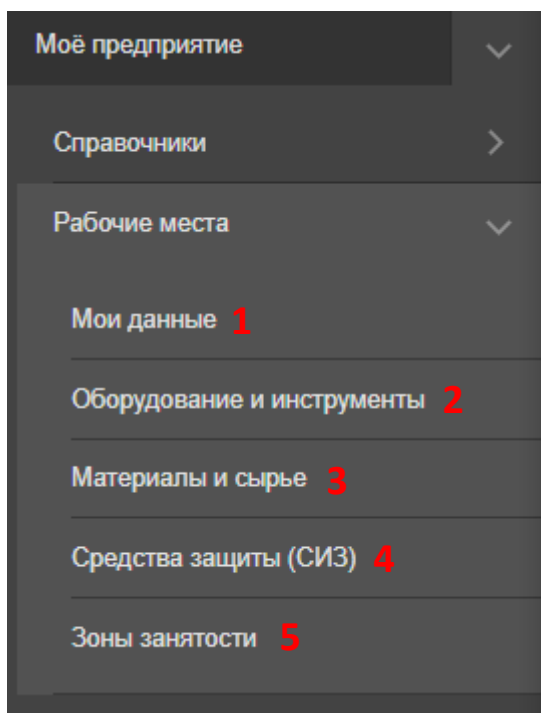 Моё предприятие
Справочники
Рабочие места
Мои данные 1
Оборудование и инструменты 2
Материалы и сырье 3
Средства защиты (СИЗ) 4
Зоны занятости 5